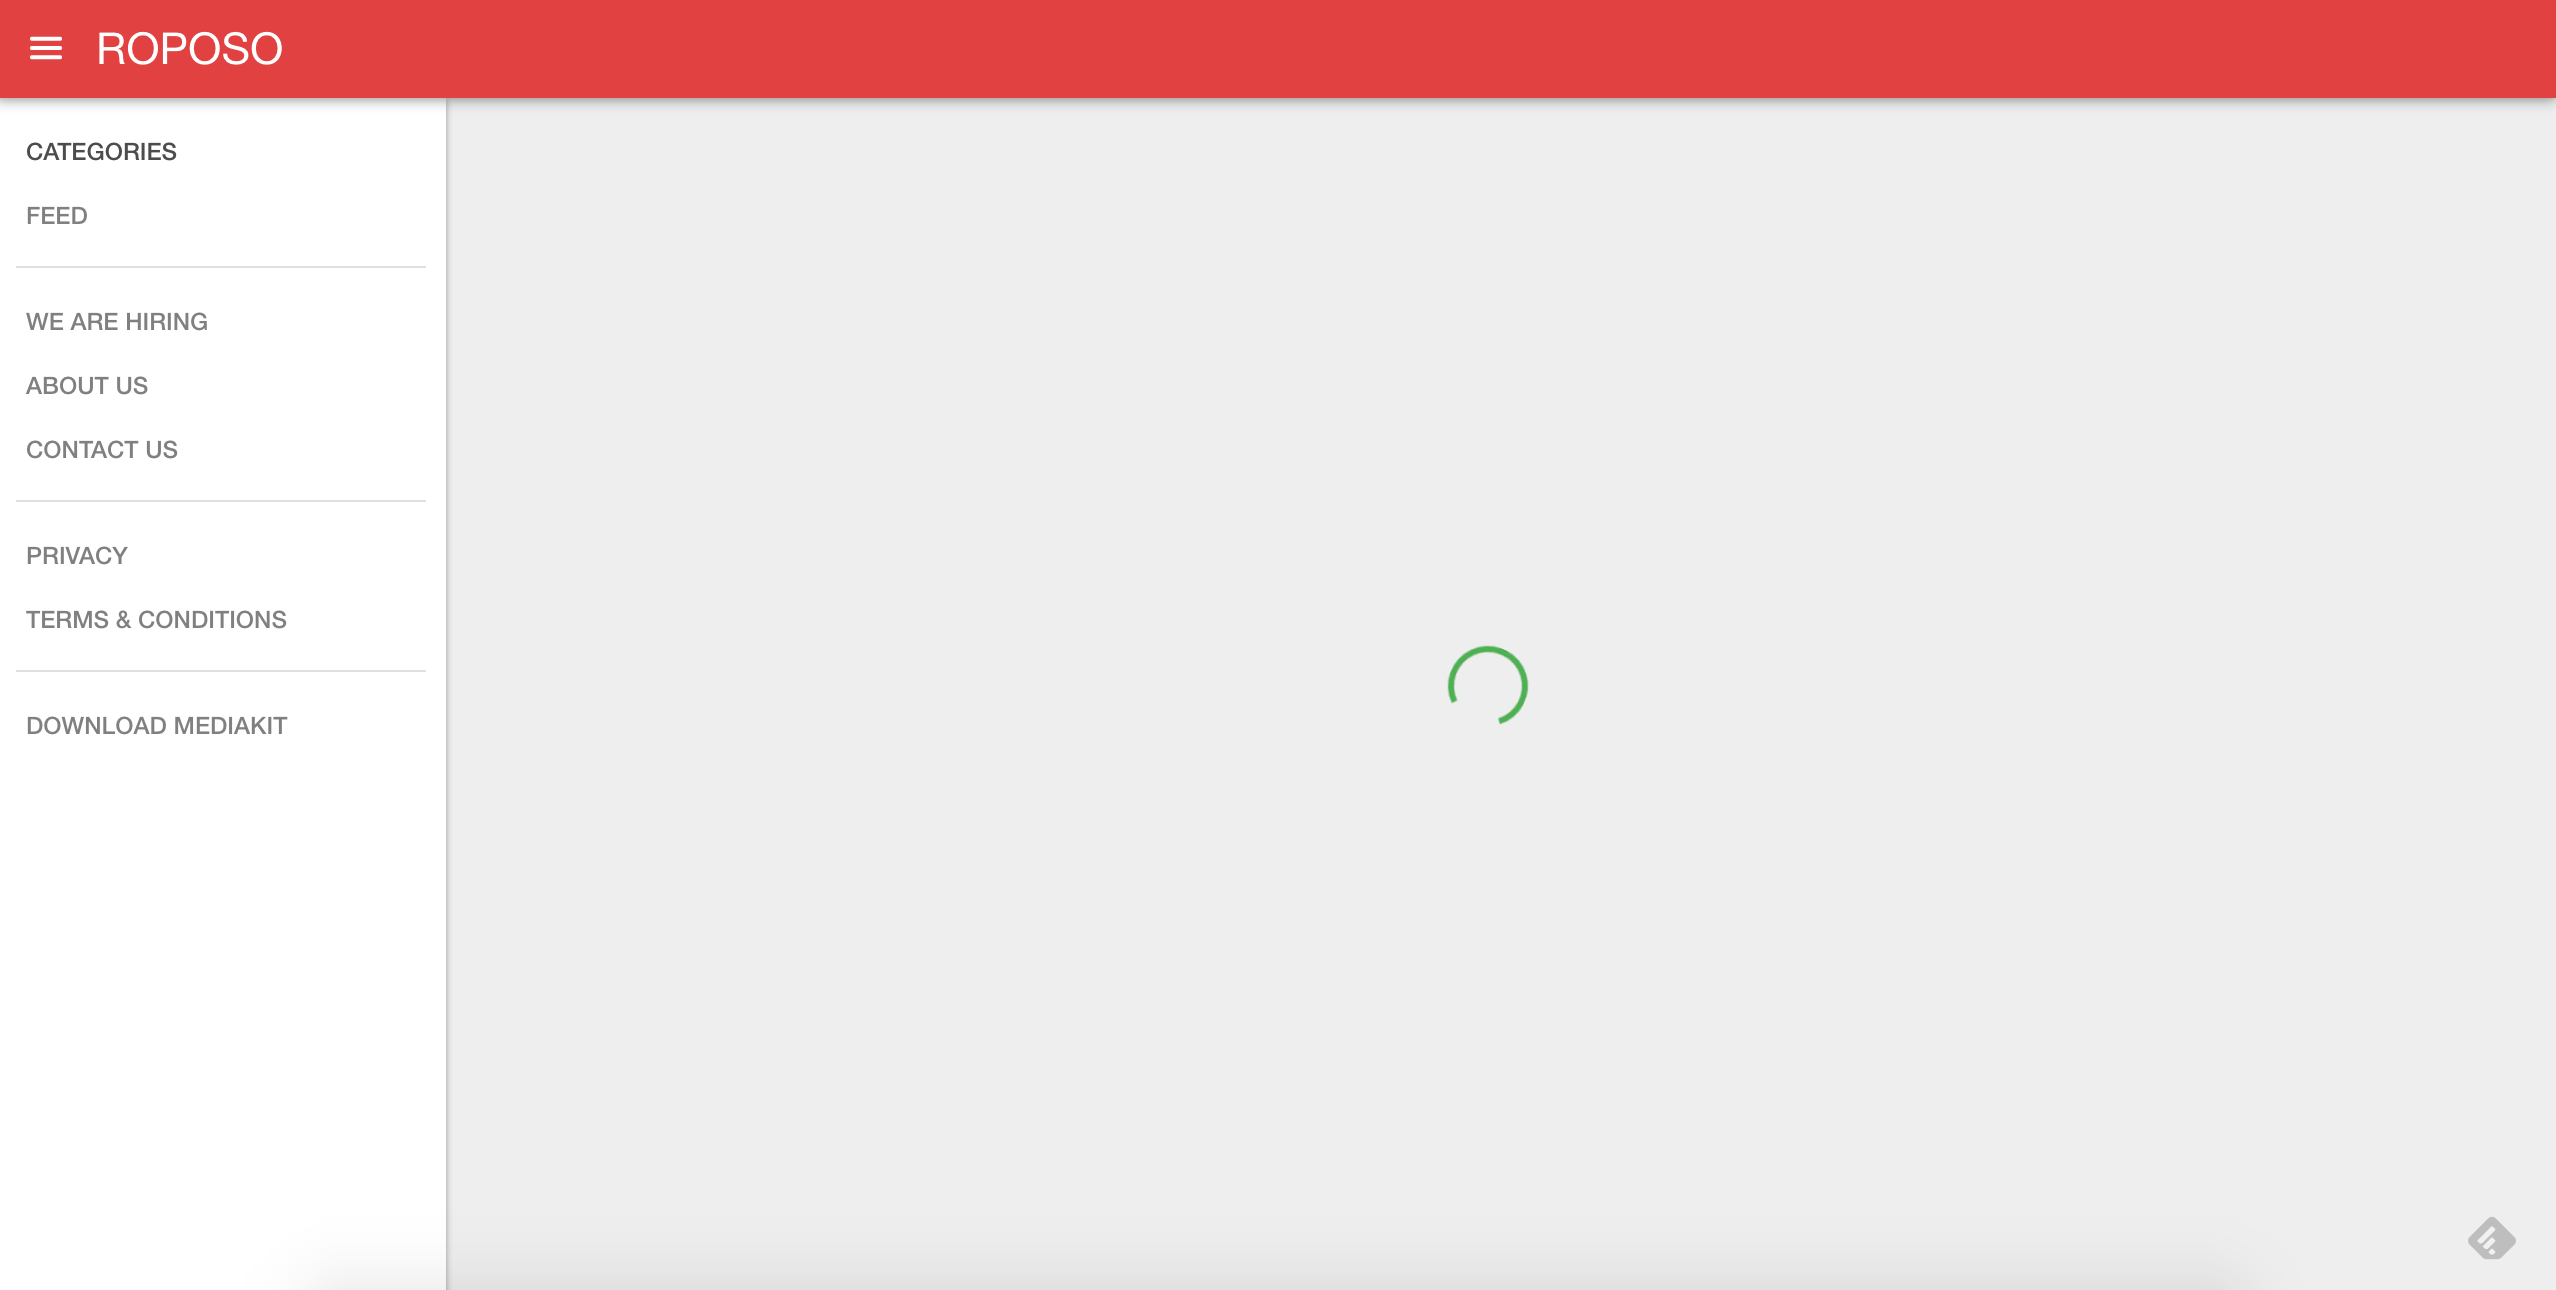 ROPOSO
CATEGORIES
FEED
WE ARE HIRING
ABOUT US
CONTACT US
PRIVACY
TERMS & CONDITIONS
DOWNLOAD MEDIAKIT